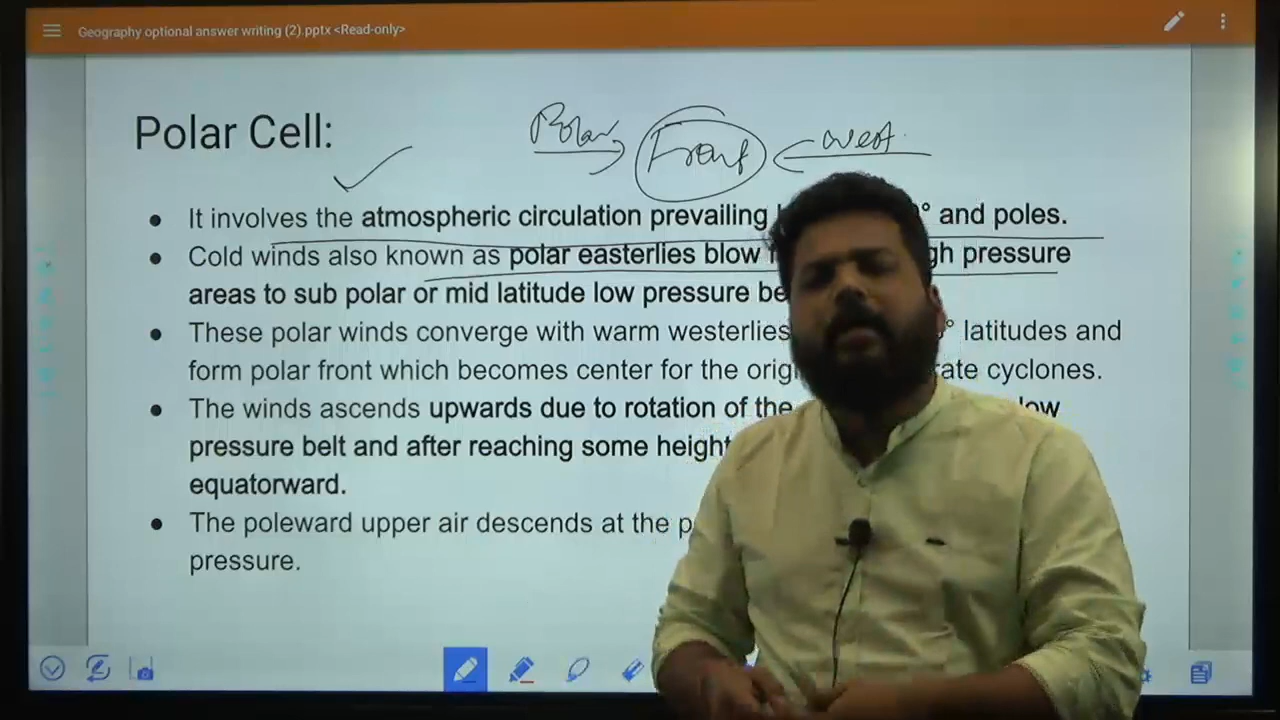 Geography optional answer writing (2).pptx <Read-only>
Polar Front West
Polar Cell:
It involves the atmospheric circulation prevailing ° and poles.
Cold winds also known as polar easterlies blow pressure
areas to sub polar or mid latitude low pressure
These polar winds converge with warm westerlies ° latitudes and
form polar front which becomes center for the cyclones.
The winds ascends upwards due to rotation of the low
pressure belt and after reaching some height
equatorward.
The poleward upper air descends at the
pressure.